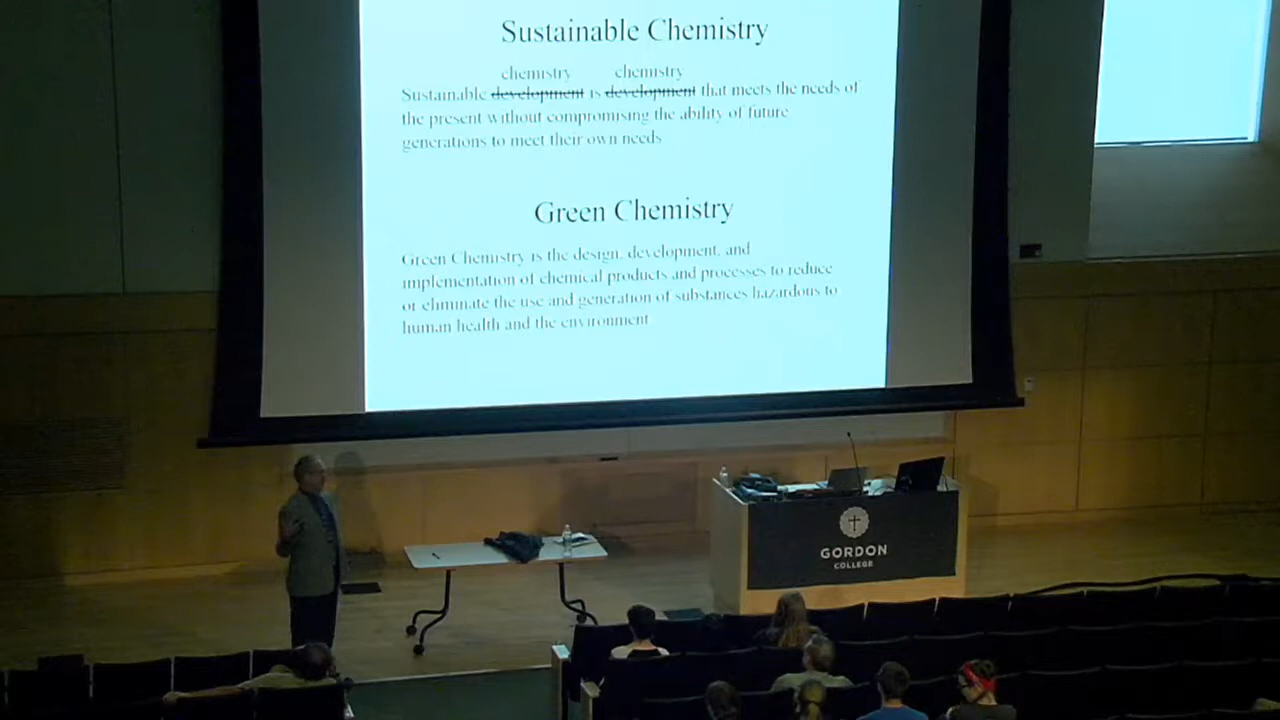 Sustainable Chemistry
chemistry chemistry
Sustainable development is development that meets the needs of
the present without compromising the ability of future
generations to meet their own needs
Green Chemistry
Green Chemistry is the design, development, and
implementation of chemical products and processes to reduce
or eliminate the use and generation of substances hazardous to
human health and the environment
GORDON
COLLEGE